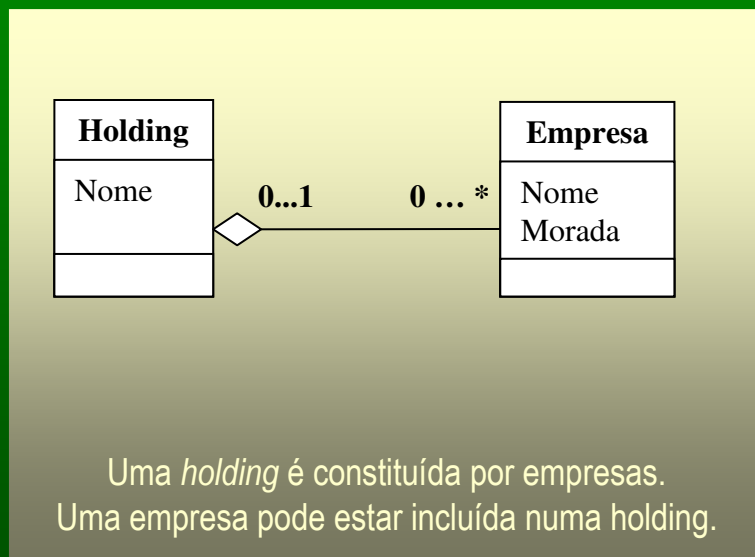 Holding
Nome
0...1
0 … *
Empresa
Nome
Morada
Uma holding é constituída por empresas.
Uma empresa pode estar incluída numa holding.